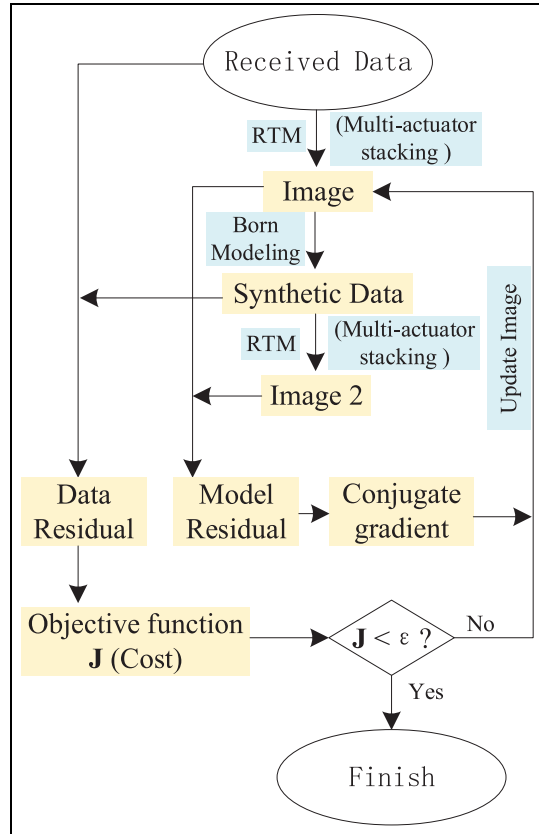 Received Data
RTM
(Multi-actuator
stacking )
Image
Born
Modeling
Synthetic Data
RTM
(Multi-actuator
stacking )
Image 2
Update Image
Data
Residual
Model
Residual
Conjugate
gradient
Objective function
J (Cost)
J < ε ?
No
Yes
Finish